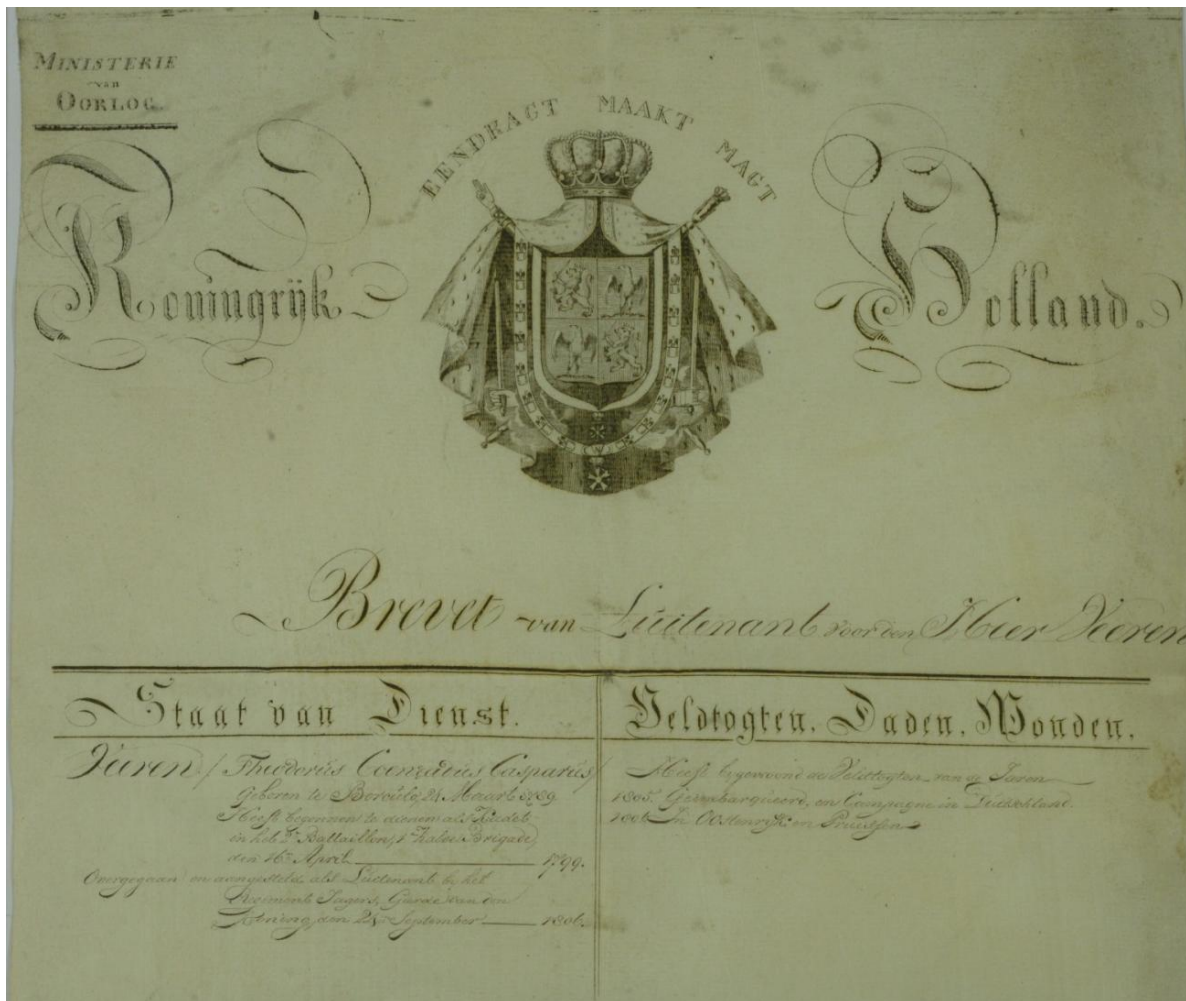 MINISTERIE
van
OORLOG.
EENDRAGT MAAKT MAGT
Koningrijk Holland.
Brevet van Luitenant voor den Heer Veeren
Staat van Dienst.
Veeren / Theodorus Coenradus Casparus /
Geboren te Borculo, 24 Maart 1789
Heeft begonnen te dienen als Kadet
in het 2e Battaillon, 1e halve Brigade,
den 16e April 1799.
Overgegaan en aangesteld als Luitenant bij het
Regiment Jagers, Garde van den
Koning, den September 1806.
Veldtogten. Daden. Wonden.
Heeft bijgewoond de Veldtogten van de Jaren
1805. Geembarqueerd, en Campagne in Duitschland.
1806 In Oostenrijk en Pruissen